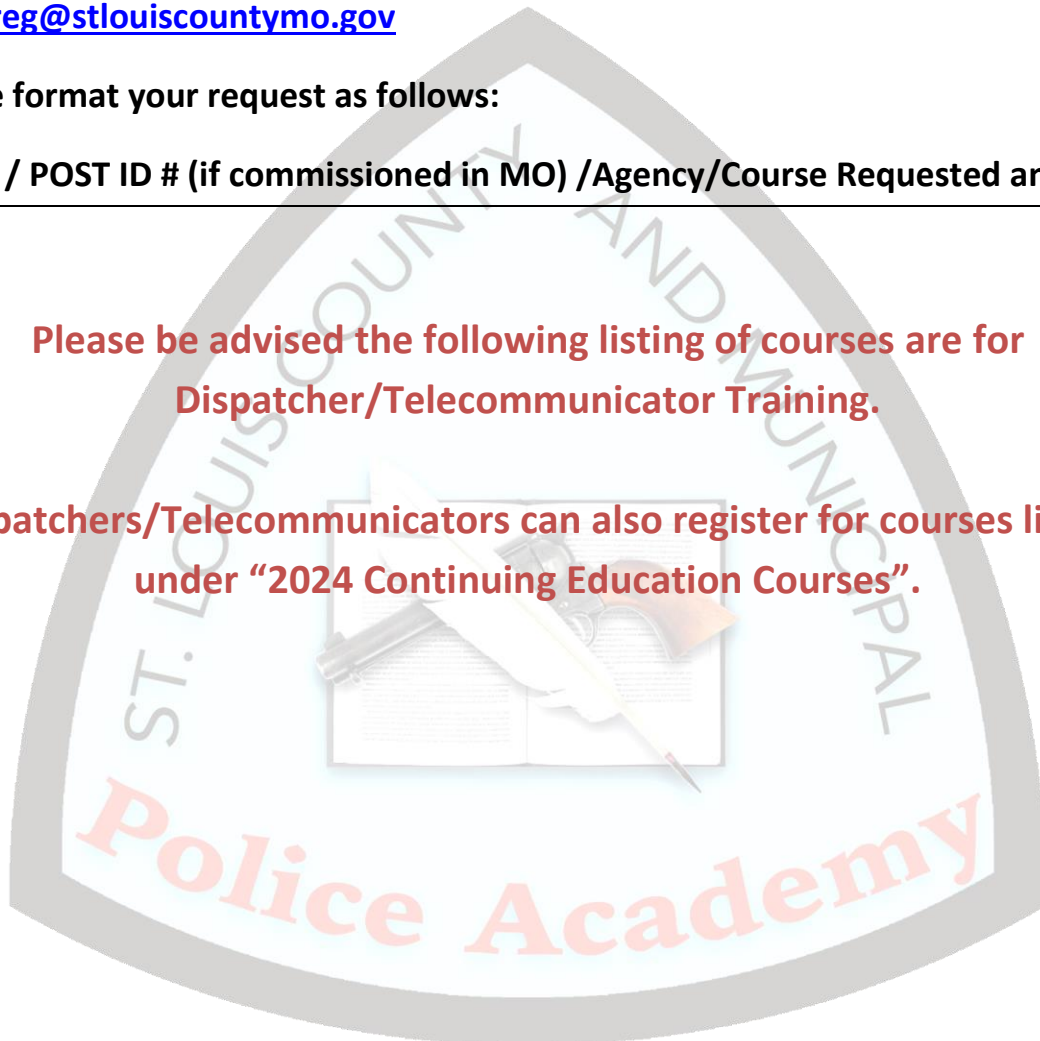 reg@stlouiscountymo.gov
e format your request as follows:
/ POST ID # (if commissioned in MO) /Agency/Course Requested ar
Please be advised the following listing of courses are for
Dispatcher/Telecommunicator Training.
patchers/Telecommunicators can also register for courses li
under “2024 Continuing Education Courses”.
ST. LOUIS COUNTY AND MUNICIPAL
Police Academy